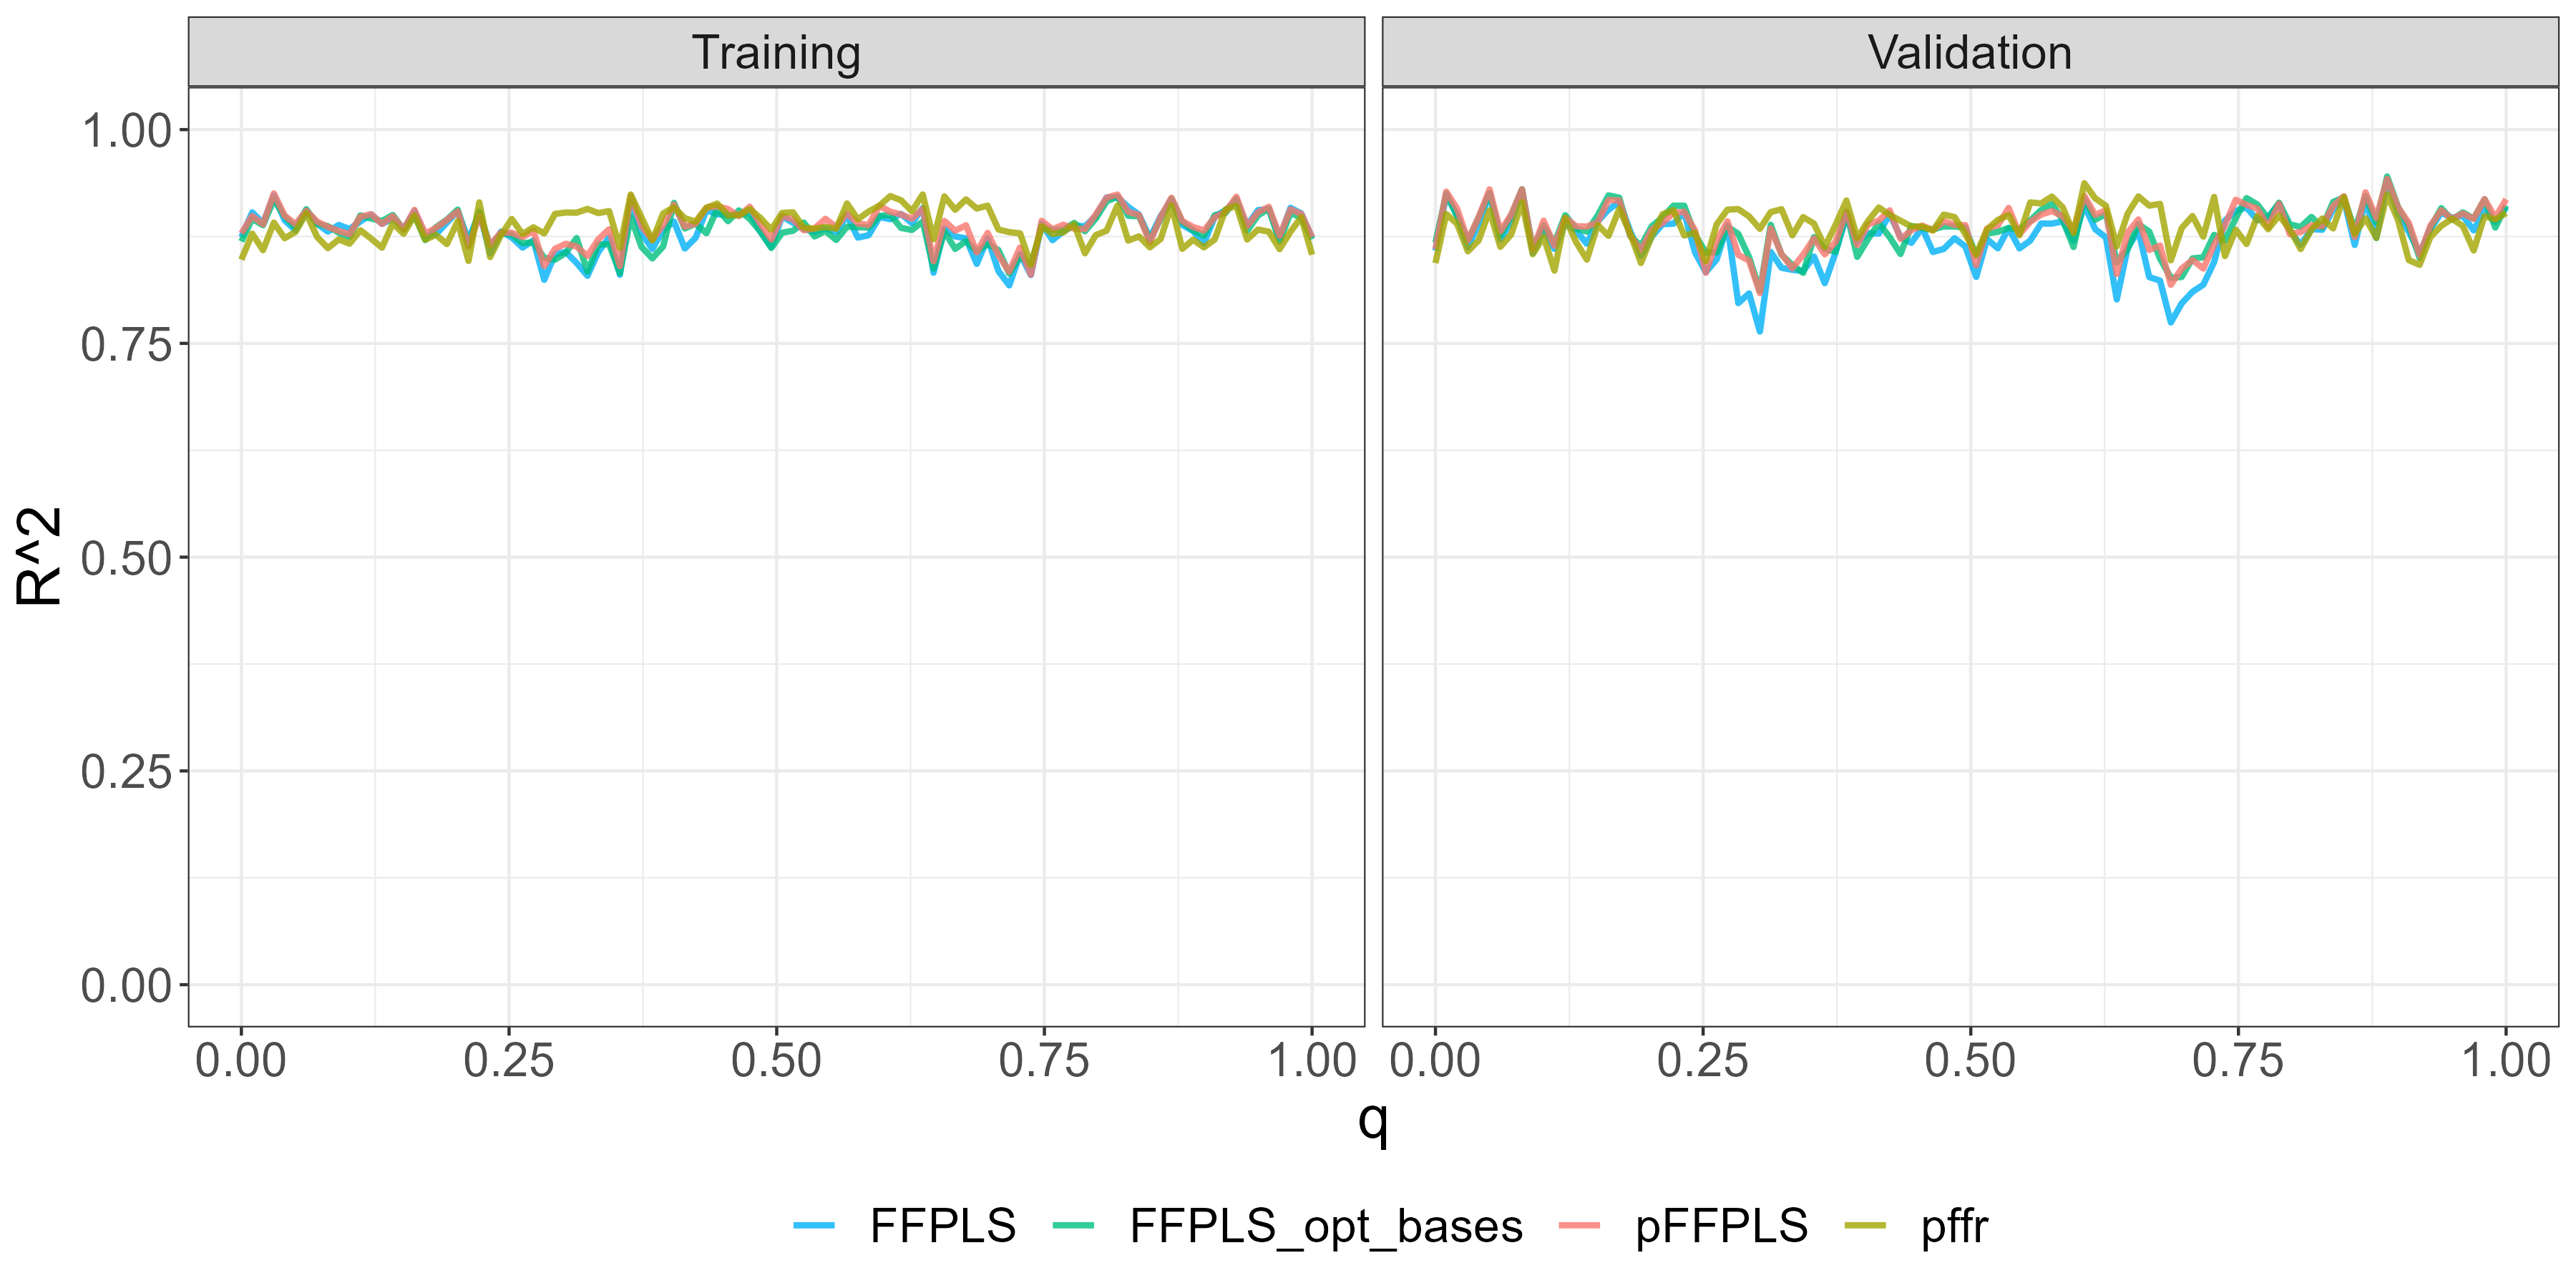 Training Validation
1.00
0.75
0.50
0.25
0.00
R^2
0.00 0.25 0.50 0.75 1.00 0.00 0.25 0.50 0.75 1.00
q
FFPLS FFPLS_opt_bases pFFPLS pffr